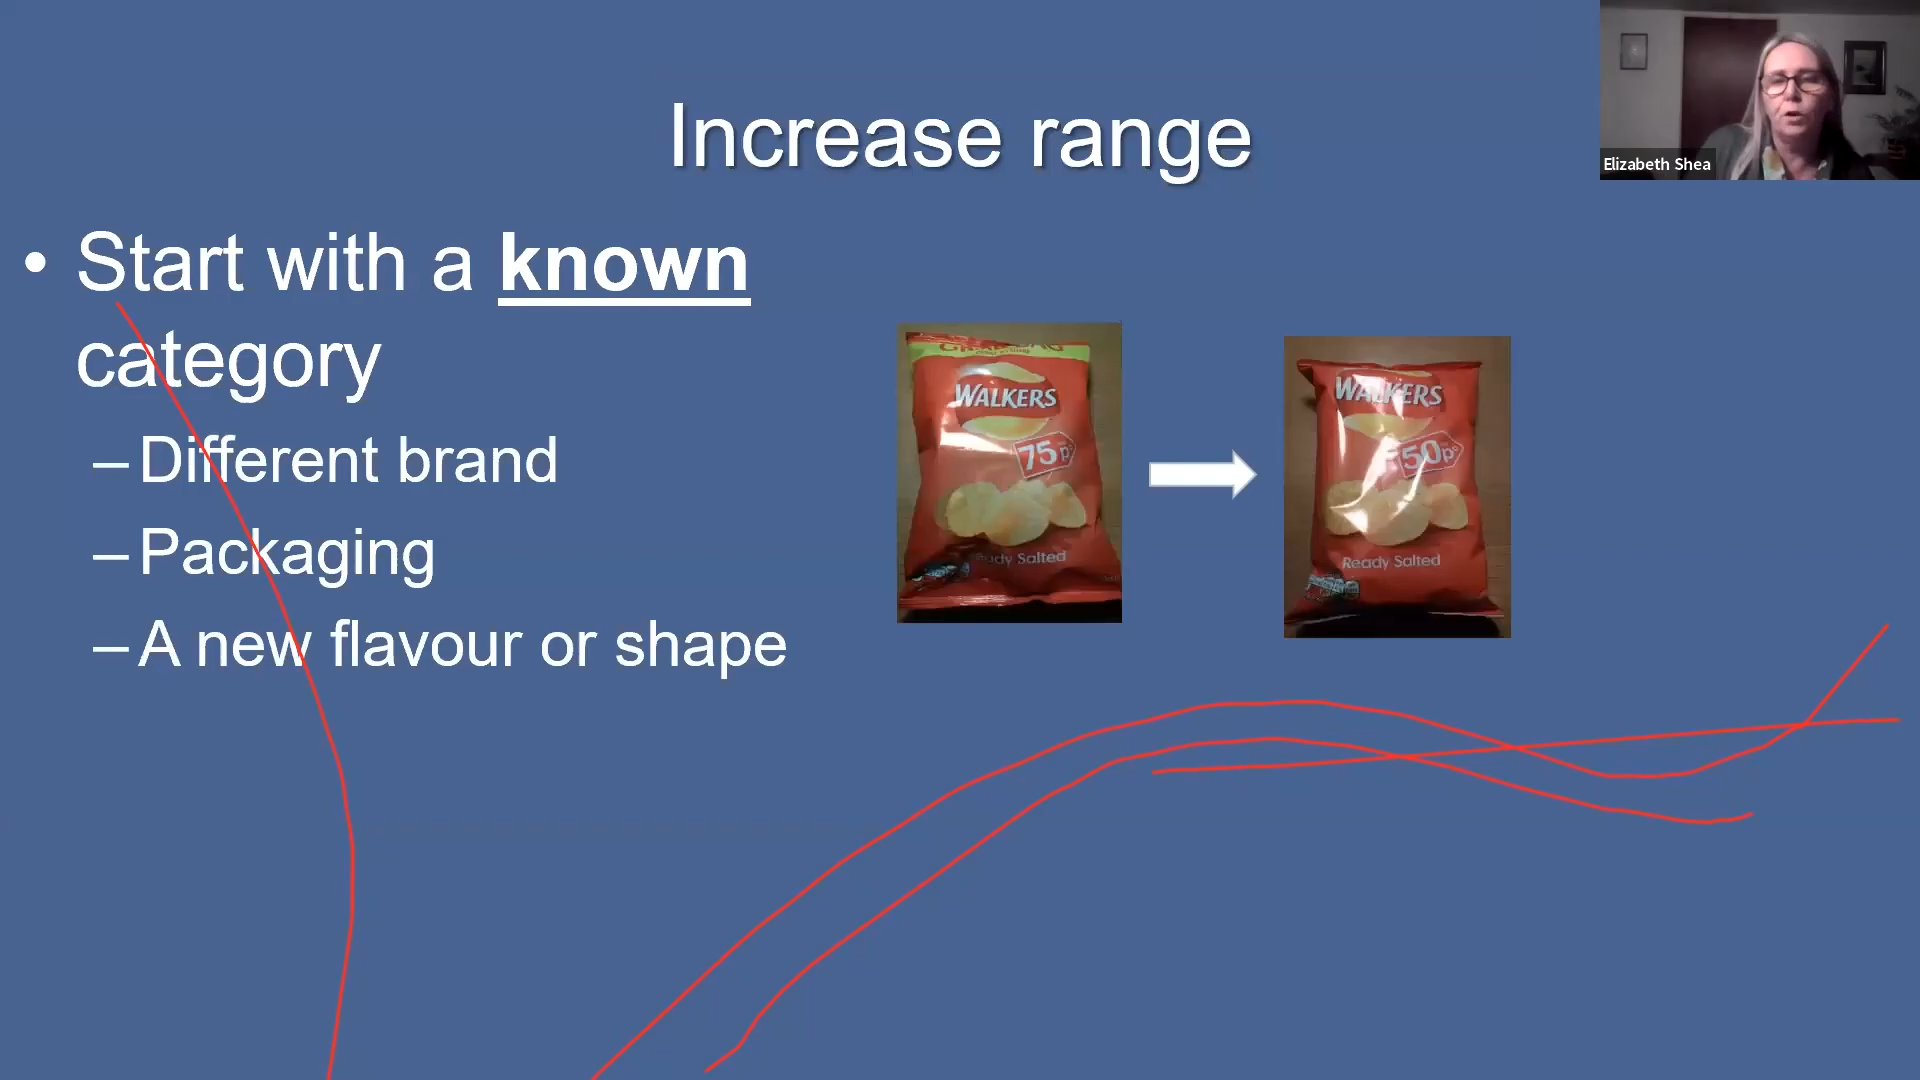 Increase range
Elizabeth Shea
• Start with a known
category
– Different brand
– Packaging
– A new flavour or shape
WALKERS
75p
Ready Salted
WALKERS
50p
Ready Salted